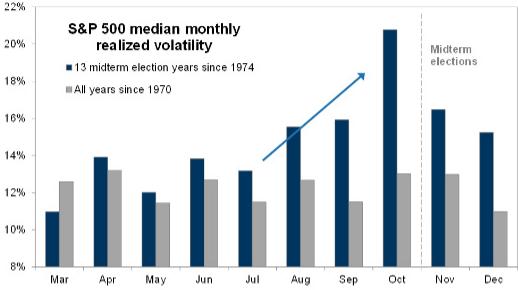 22%
20%
18%
16%
14%
12%
10%
8%
S&P 500 median monthly
realized volatility
13 midterm election years since 1974
All years since 1970
Midterm
elections
Mar Apr May Jun Jul Aug Sep Oct Nov Dec